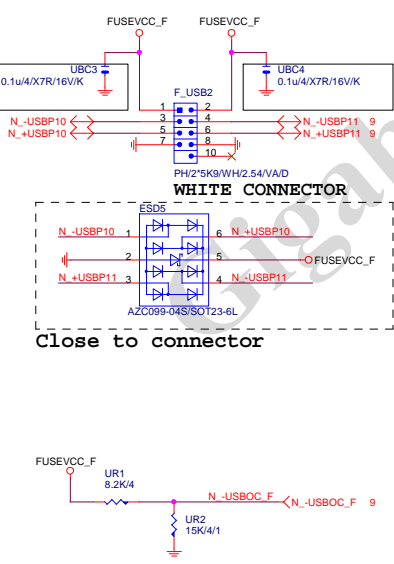 FUSEVCC_F FUSEVCC_F
UBC3 UBC4
0.1u/4/X7R/16V/K 0.1u/4/X7R/16V/K
F_USB2
1 2
N_-USBP10 3 4 N_-USBP11 9
N_+USBP10 5 6 N_+USBP11 9
7 8
10
PH/2*5K9/WH/2.54/VA/D
WHITE CONNECTOR
ESD5
N_-USBP10 1 6 N_+USBP10
2 5 FUSEVCC_F
N_+USBP11 3 4 N_-USBP11
AZC099-04S/SOT23-6L
Close to connector
FUSEVCC_F
UR1
8.2K/4
N_-USBOC_F N_-USBOC_F 9
UR2
15K/4/1
Gigab